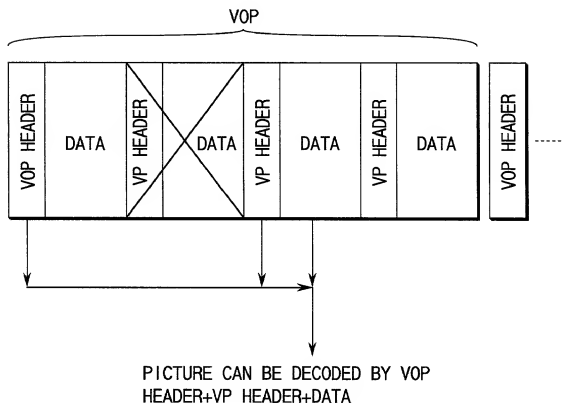 VOP
VOP HEADER
DATA
VP HEADER
DATA
VP HEADER
DATA
VP HEADER
DATA
VOP HEADER
PICTURE CAN BE DECODED BY VOP
HEADER+VP HEADER+DATA